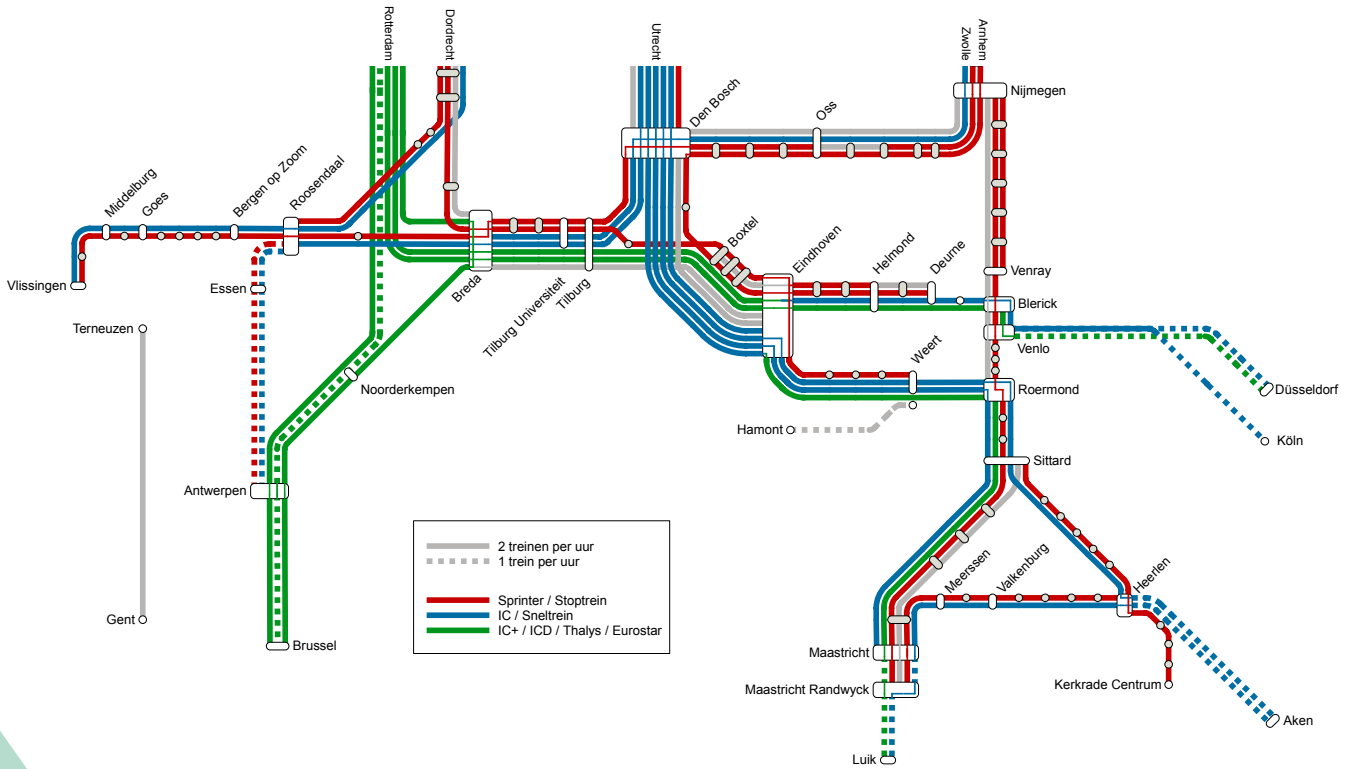 Rotterdam
Dordrecht
Utrecht
Zwolle
Arnhem
Nijmegen
Den Bosch
Oss
Middelburg
Goes
Bergen op Zoom
Roosendaal
Boxtel
Eindhoven
Helmond
Deurne
Venray
Vlissingen
Essen
Breda
Tilburg Universiteit
Tilburg
Blerick
Terneuzen
Venlo
Weert
Noorderkempen
Roermond
Düsseldorf
Hamont
Köln
Sittard
Antwerpen
2 treinen per uur
1 trein per uur
Sprinter / Stoptrein
IC / Sneltrein
IC+ / ICD / Thalys / Eurostar
Meerssen
Valkenburg
Heerlen
Gent
Brussel
Maastricht
Maastricht Randwyck
Kerkrade Centrum
Aken
Luik